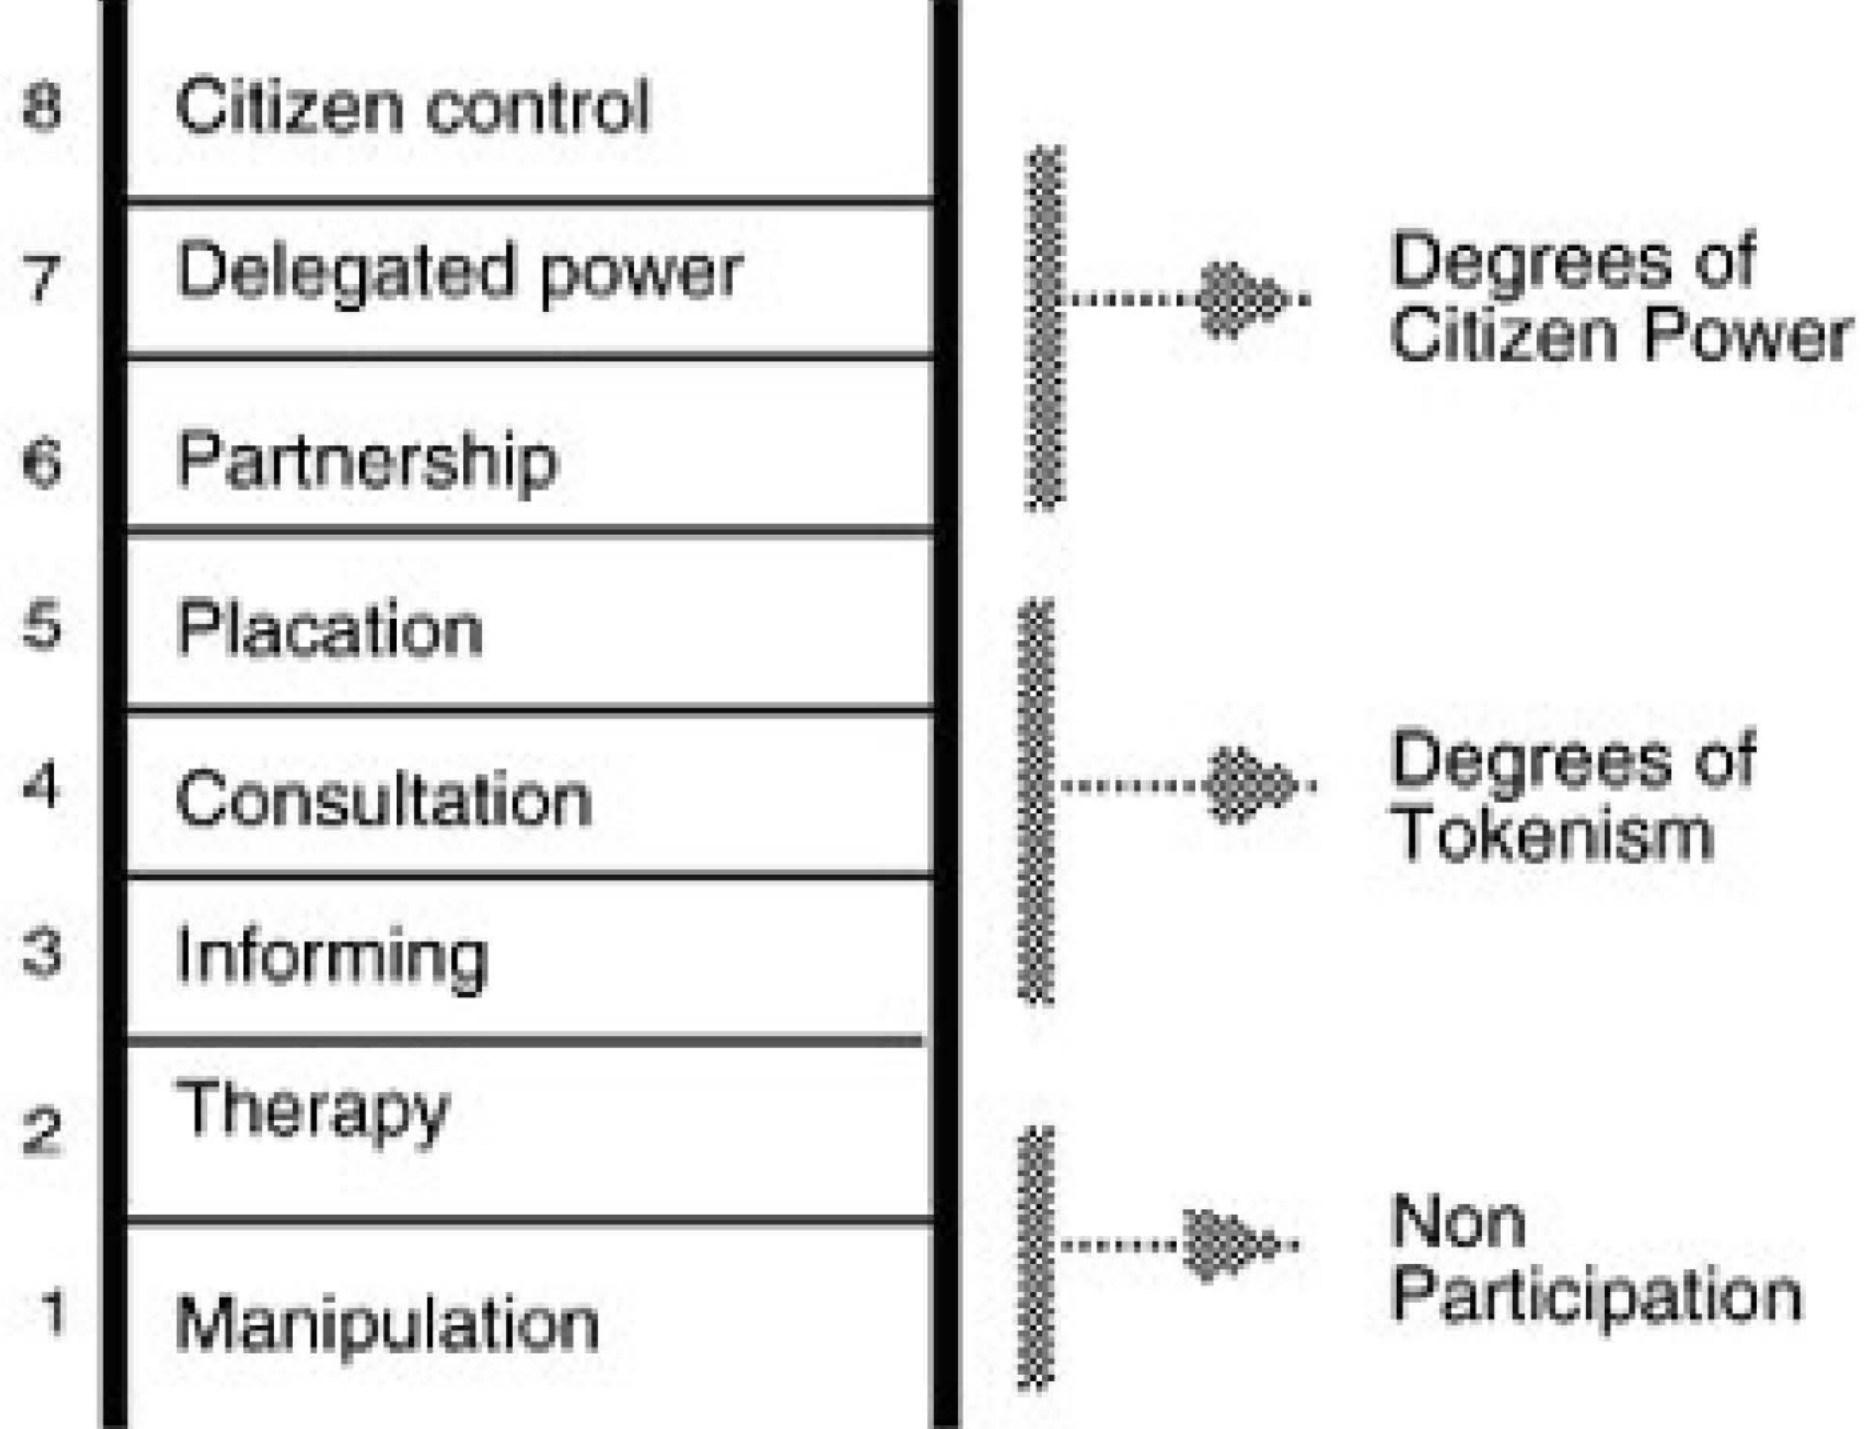 8 Citizen control
7 Delegated power
Degrees of
Citizen Power
6 Partnership
5 Placation
4 Consultation
Degrees of
Tokenism
3 Informing
2 Therapy
1 Manipulation
Non
Participation